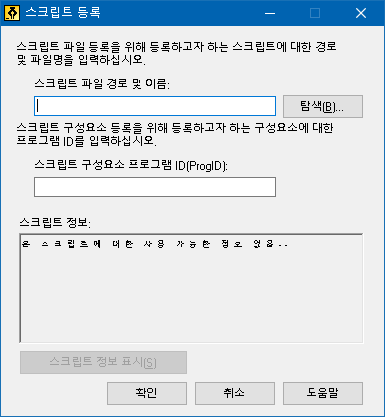 스크립트 등록
스크립트 파일 등록을 위해 등록하고자 하는 스크립트에 대한 경로
및 파일명을 입력하십시오.
스크립트 파일 경로 및 이름:
탐색(B)...
스크립트 구성요소 등록을 위해 등록하고자 하는 구성요소에 대한
프로그램 ID를 입력하십시오.
스크립트 구성요소 프로그램 ID(ProgID):
스크립트 정보:
은 스크립트에 대한 사용 가능한 정보 없음..
스크립트 정보 표시(S)
확인
취소
도움말